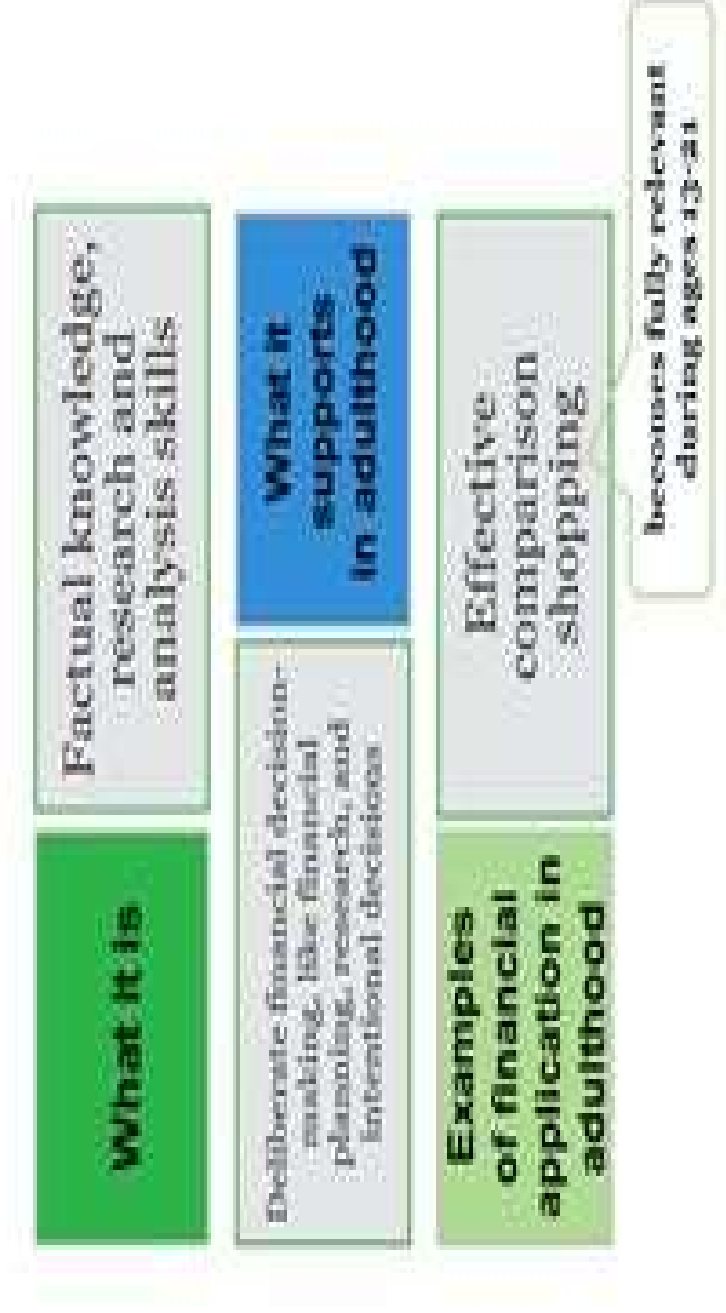 What it is
Factual knowledge,
research and
analysis skills
Deliberate financial decision-
making, like financial
planning, research, and
intentional decisions
What it
supports
in adulthood
Examples
of financial
application in
adulthood
Effective
comparison
shopping
becomes fully relevant
during ages 13-21